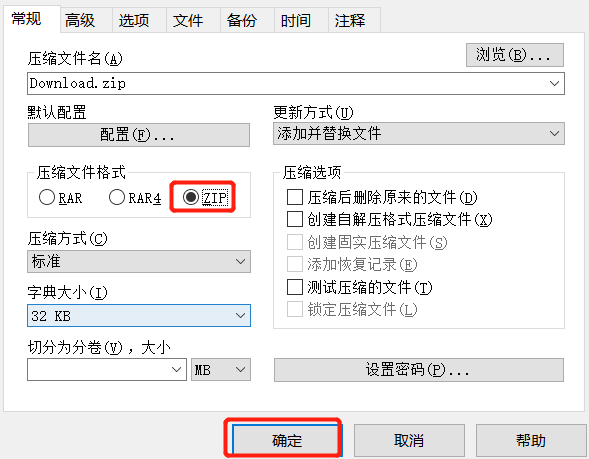 常规 高级 选项 文件 备份 时间 注释
压缩文件名(A) 浏览(B)...
Download.zip
默认配置 更新方式(U)
配置(F)... 添加并替换文件
压缩文件格式 压缩选项
RAR RAR4 ZIP 压缩后删除原来的文件(D)
创建自解压格式压缩文件(X)
压缩方式(C) 创建固实压缩文件(S)
标准 添加恢复记录(E)
字典大小(I) 测试压缩的文件(T)
32 KB 锁定压缩文件(L)
切分为分卷(V) ，大小
MB 设置密码(P)...
确定 取消 帮助